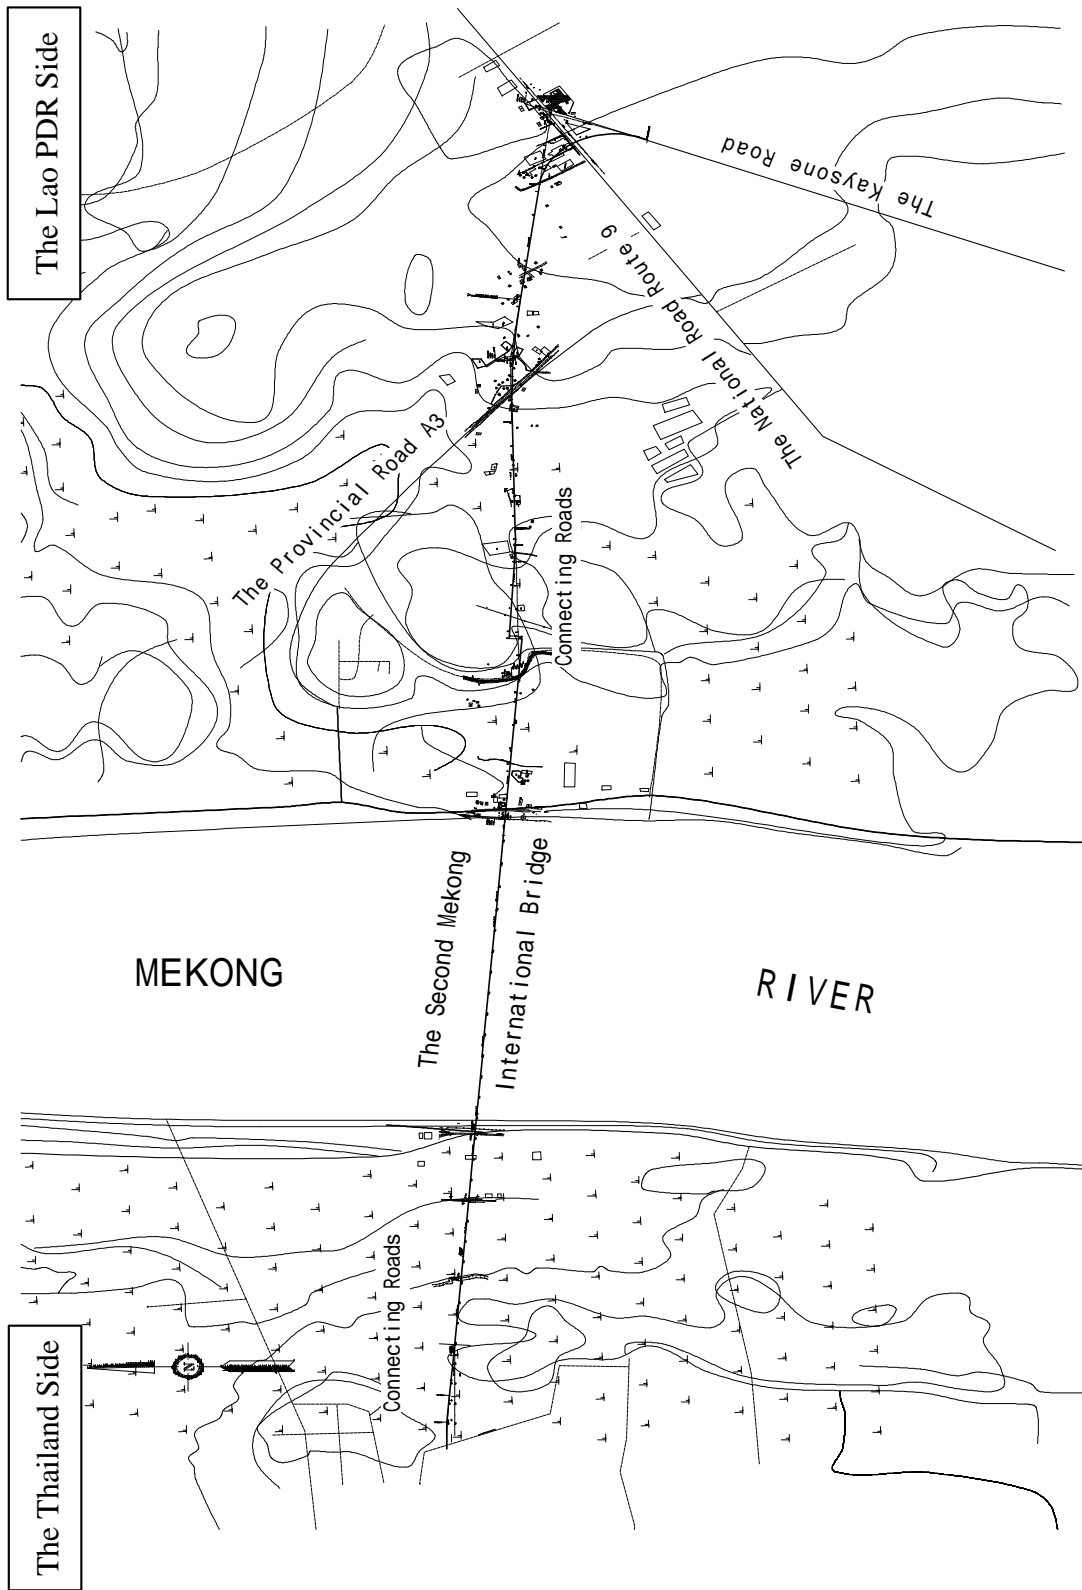 The Lao PDR Side
The Kaysone Road
The National Road Route 9
The Provincial Road A3
Connecting Roads
The Second Mekong
International Bridge
MEKONG
RIVER
Connecting Roads
N
The Thailand Side